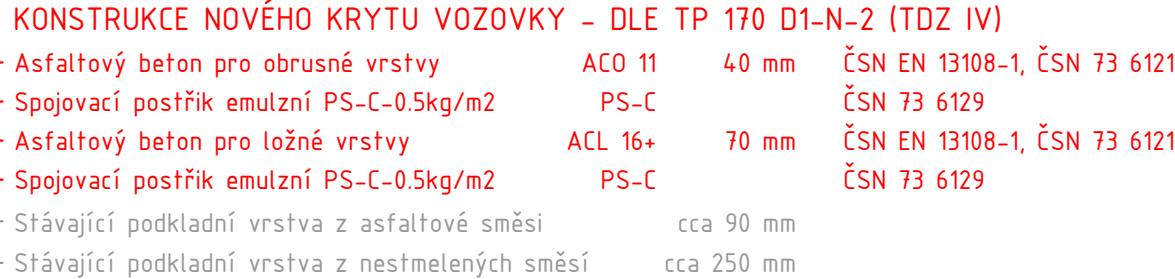 KONSTRUKCE NOVÉHO KRYTU VOZOVKY - DLE TP 170 D1-N-2 (TDZ IV)
- Asfaltový beton pro obrusné vrstvy ACO 11 40 mm ČSN EN 13108-1, ČSN 73 6121
- Spojovací postřik emulzní PS-C-0.5kg/m2 PS-C ČSN 73 6129
- Asfaltový beton pro ložné vrstvy ACL 16+ 70 mm ČSN EN 13108-1, ČSN 73 6121
- Spojovací postřik emulzní PS-C-0.5kg/m2 PS-C ČSN 73 6129
- Stávající podkladní vrstva z asfaltové směsi cca 90 mm
- Stávající podkladní vrstva z nestmelených směsí cca 250 mm